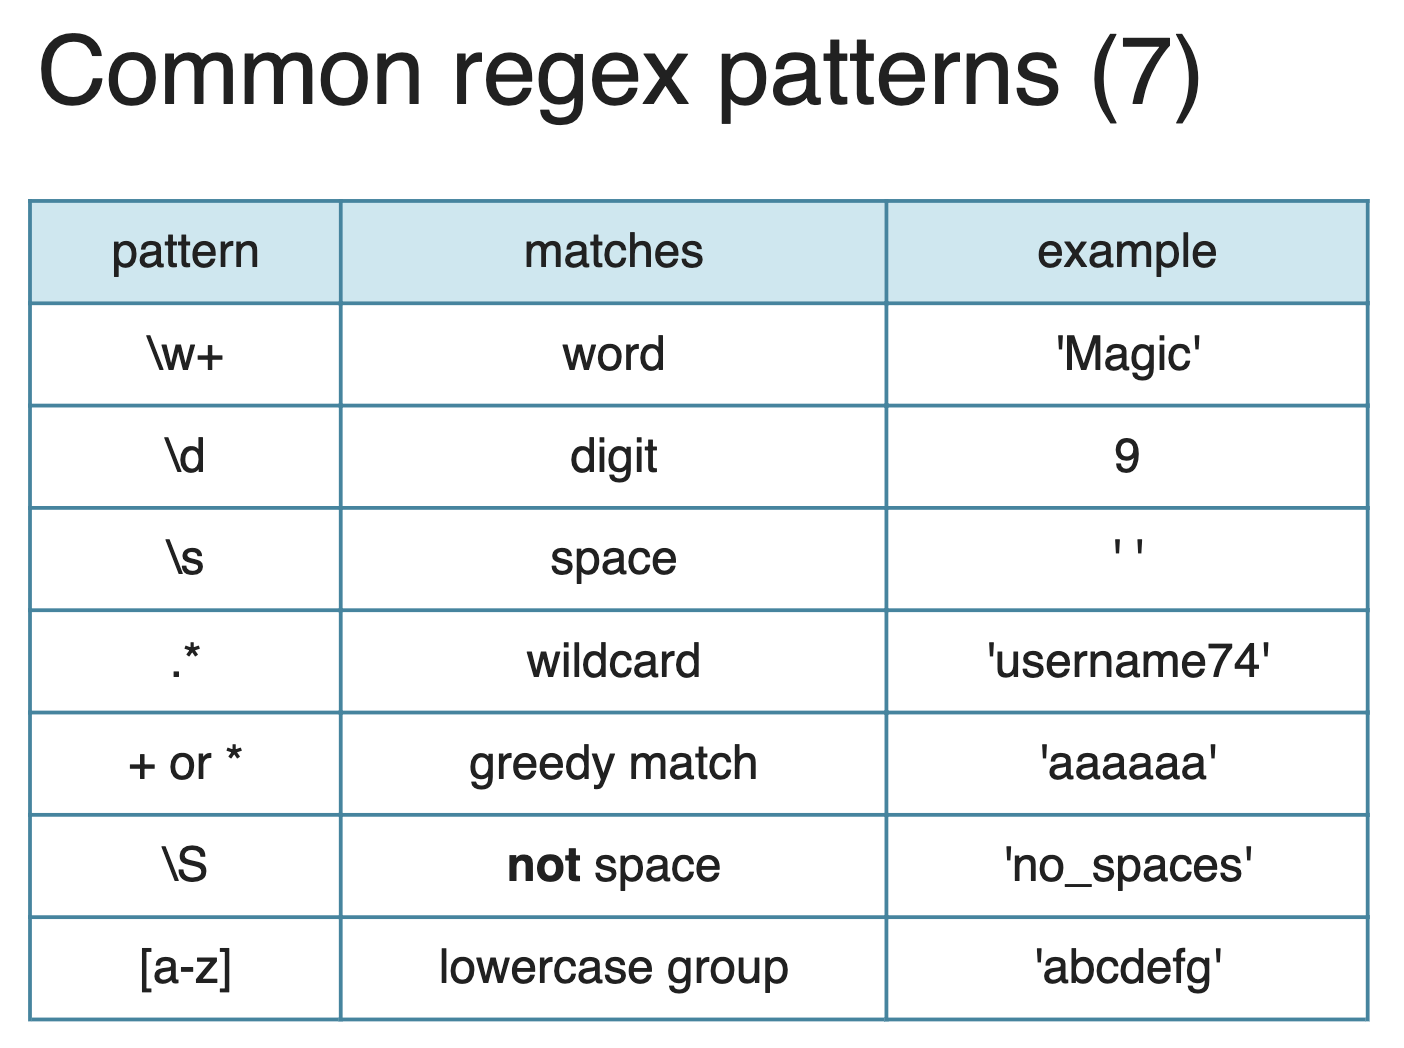 Common regex patterns (7)
pattern matches example
\w+ word 'Magic'
\d digit 9
\s space ' '
.* wildcard 'username74'
+ or * greedy match 'aaaaaa'
\S not space 'no_spaces'
[a-z] lowercase group 'abcdefg'